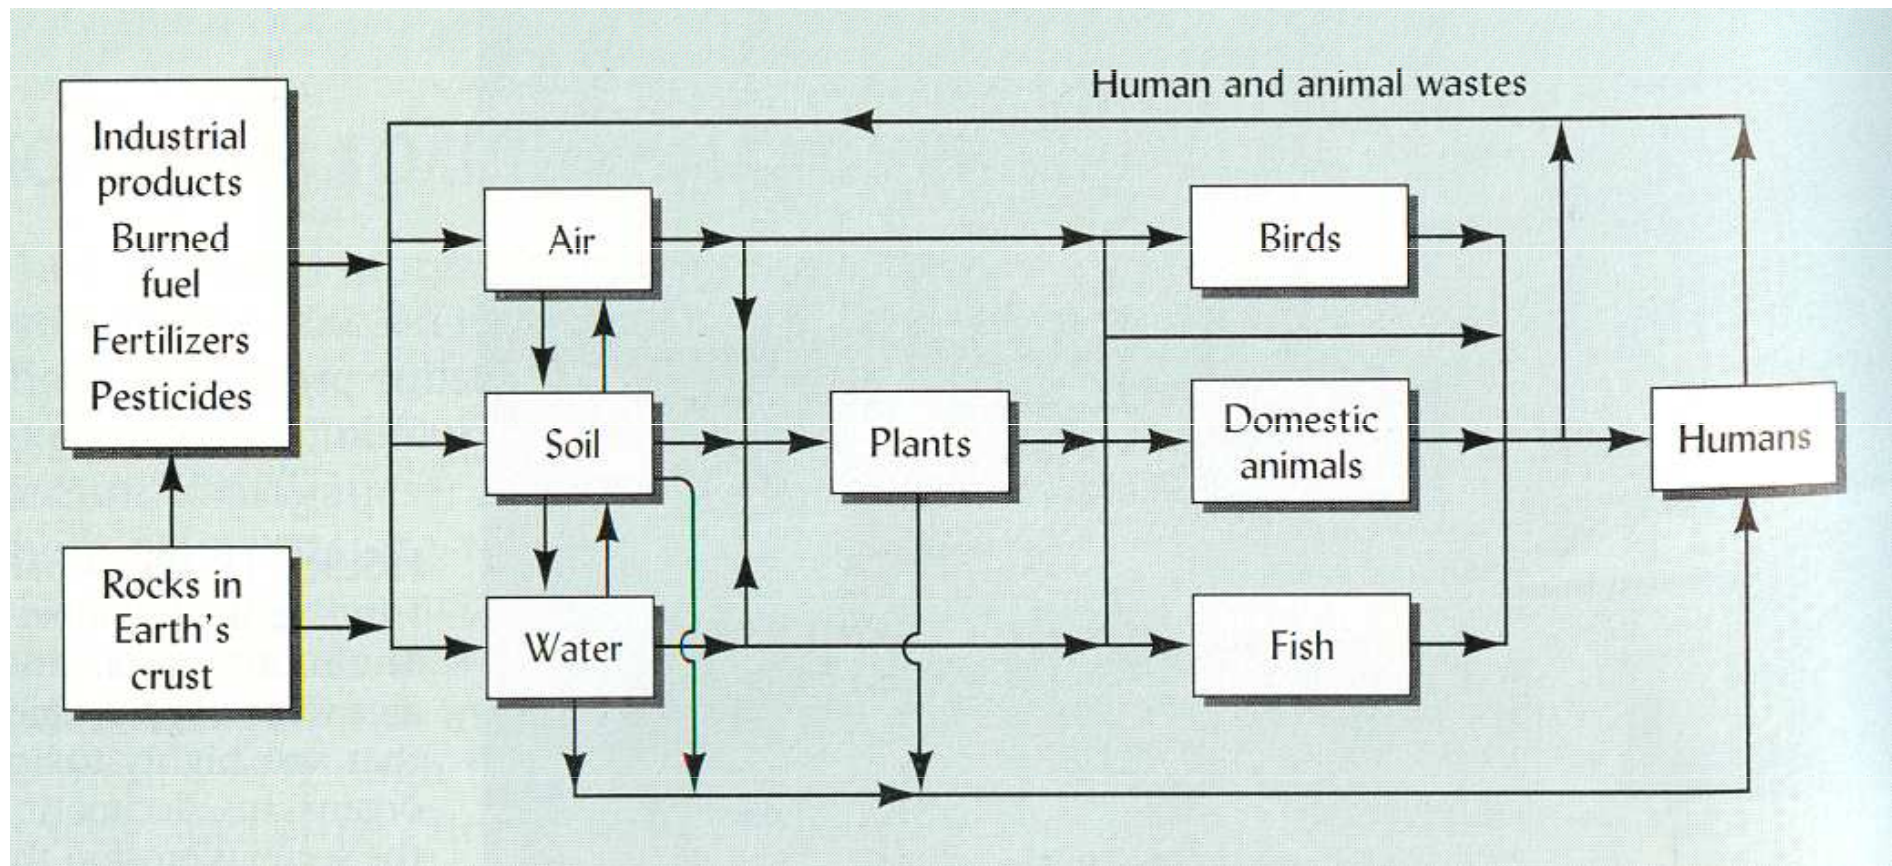 Human and animal wastes
Industrial
products
Burned
fuel
Fertilizers
Pesticides
Air
Birds
Soil
Plants
Domestic
animals
Humans
Rocks in
Earth's
crust
Water
Fish